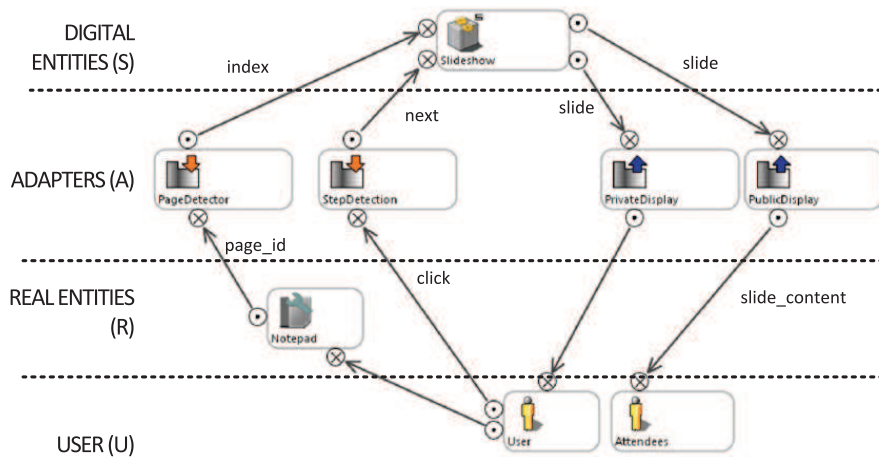 DIGITAL
ENTITIES (S)
S
Slideshow
index
next
slide
slide
ADAPTERS (A)
PageDetector
StepDetection
PrivateDisplay
PublicDisplay
page_id
click
slide_content
REAL ENTITIES
(R)
Notepad
USER (U)
User
Attendees